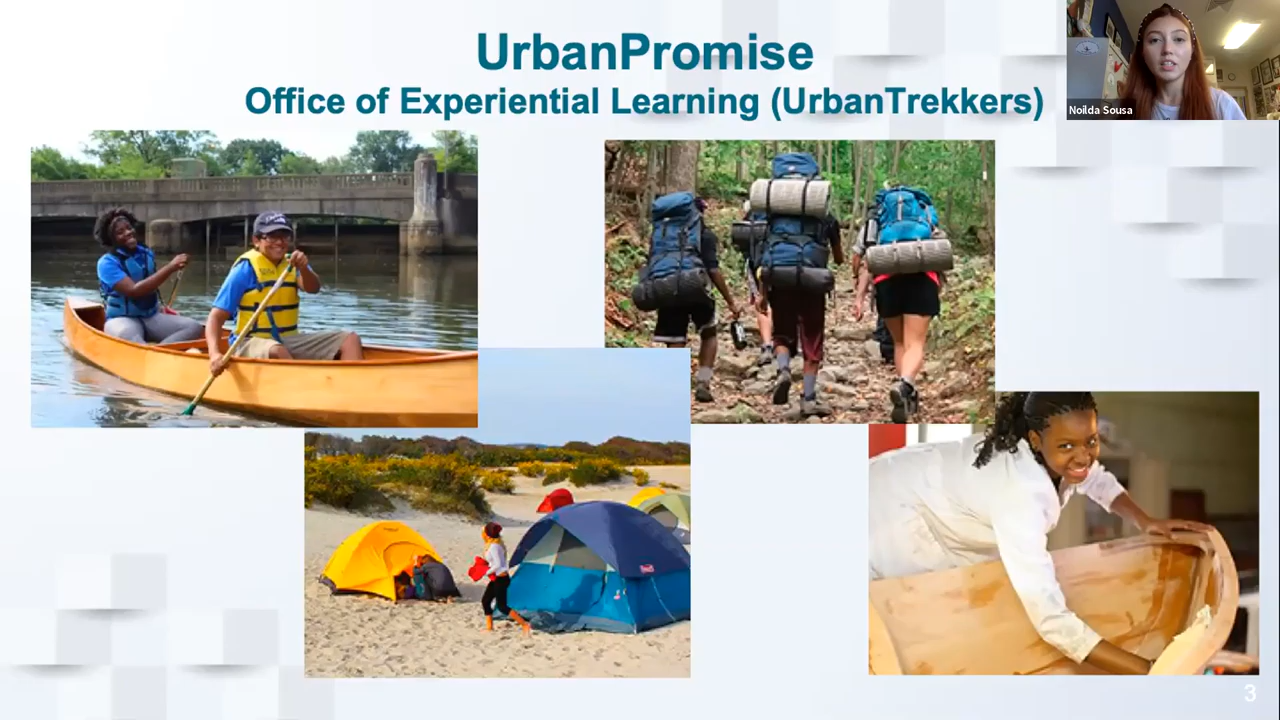 UrbanPromise
Office of Experiential Learning (UrbanTrekkers)
Noilda Sousa
3